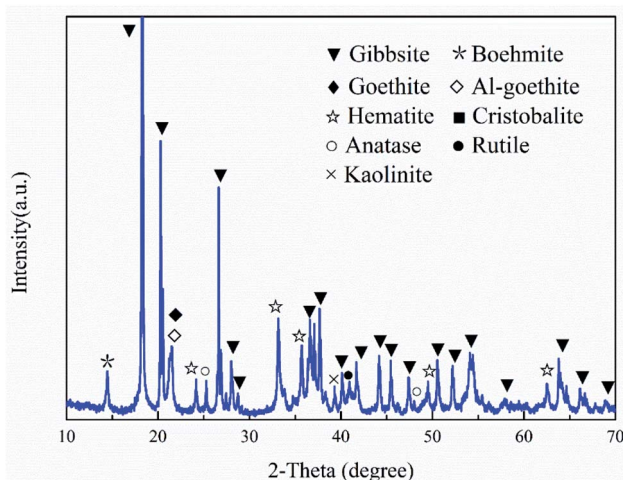 ▼ Gibbsite ✳ Boehmite
◆ Goethite ◇ Al-goethite
☆ Hematite ■ Cristobalite
○ Anatase ● Rutile
× Kaolinite
Intensity(a.u.)
10 20 30 40 50 60 70
2-Theta (degree)